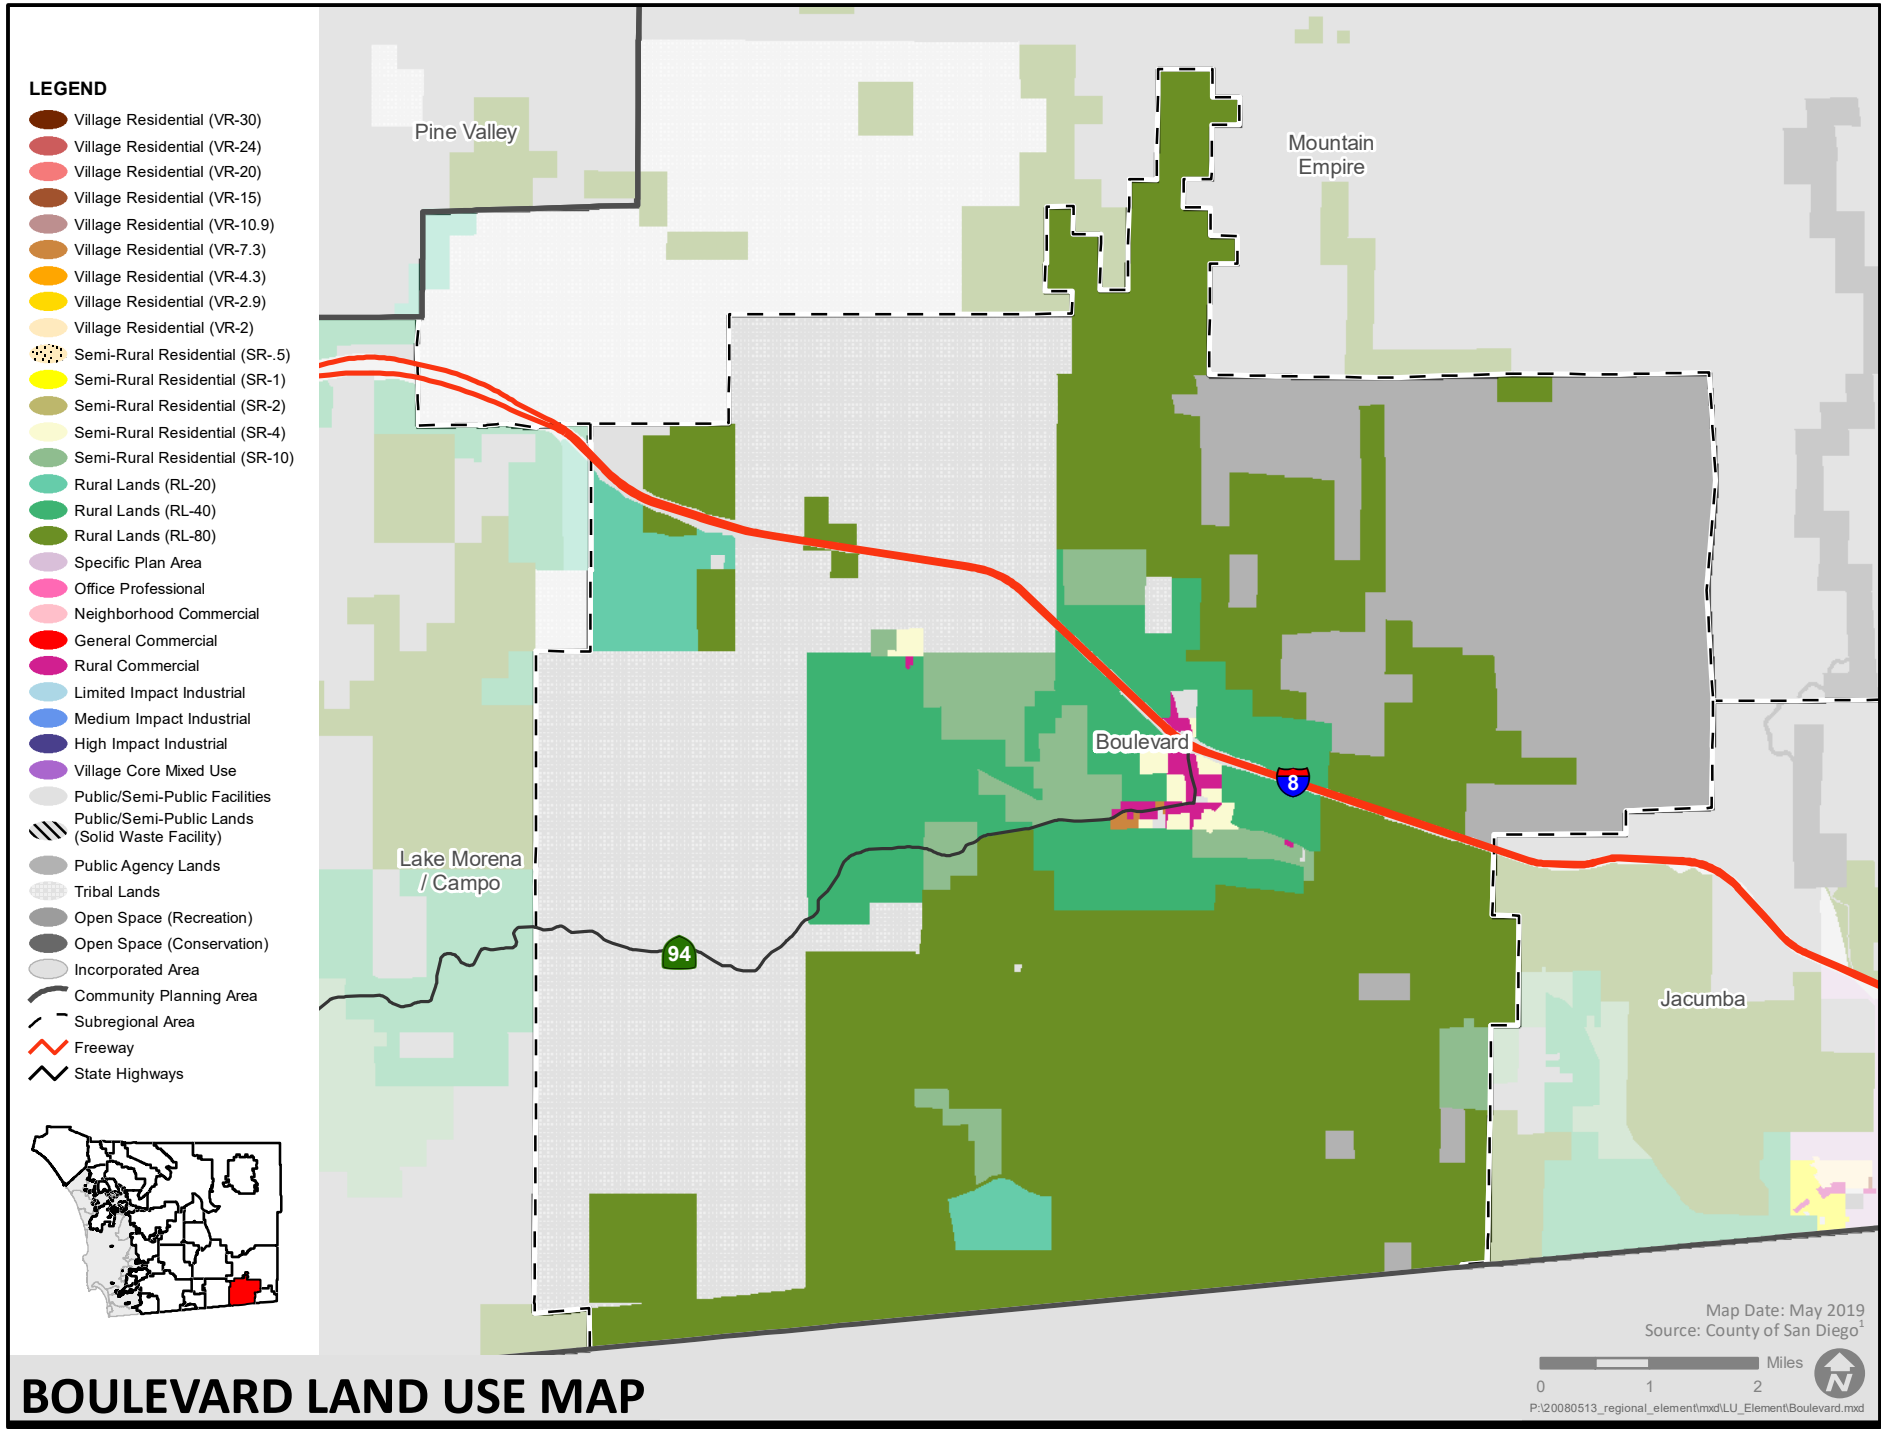 LEGEND
Village Residential (VR-30)
Village Residential (VR-24)
Village Residential (VR-20)
Village Residential (VR-15)
Village Residential (VR-10.9)
Village Residential (VR-7.3)
Village Residential (VR-4.3)
Village Residential (VR-2.9)
Village Residential (VR-2)
Semi-Rural Residential (SR-.5)
Semi-Rural Residential (SR-1)
Semi-Rural Residential (SR-2)
Semi-Rural Residential (SR-4)
Semi-Rural Residential (SR-10)
Rural Lands (RL-20)
Rural Lands (RL-40)
Rural Lands (RL-80)
Specific Plan Area
Office Professional
Neighborhood Commercial
General Commercial
Rural Commercial
Limited Impact Industrial
Medium Impact Industrial
High Impact Industrial
Village Core Mixed Use
Public/Semi-Public Facilities
Public/Semi-Public Lands
(Solid Waste Facility)
Public Agency Lands
Tribal Lands
Open Space (Recreation)
Open Space (Conservation)
Incorporated Area
Community Planning Area
Subregional Area
Freeway
State Highways
Pine Valley
Mountain
Empire
Boulevard
8
Lake Morena
/ Campo
94
Jacumba
Map Date: May 2019
Source: County of San Diego1
Miles
0 1 2
N
P:\20080513_regional_element\mxd\LU_Element\Boulevard.mxd
BOULEVARD LAND USE MAP